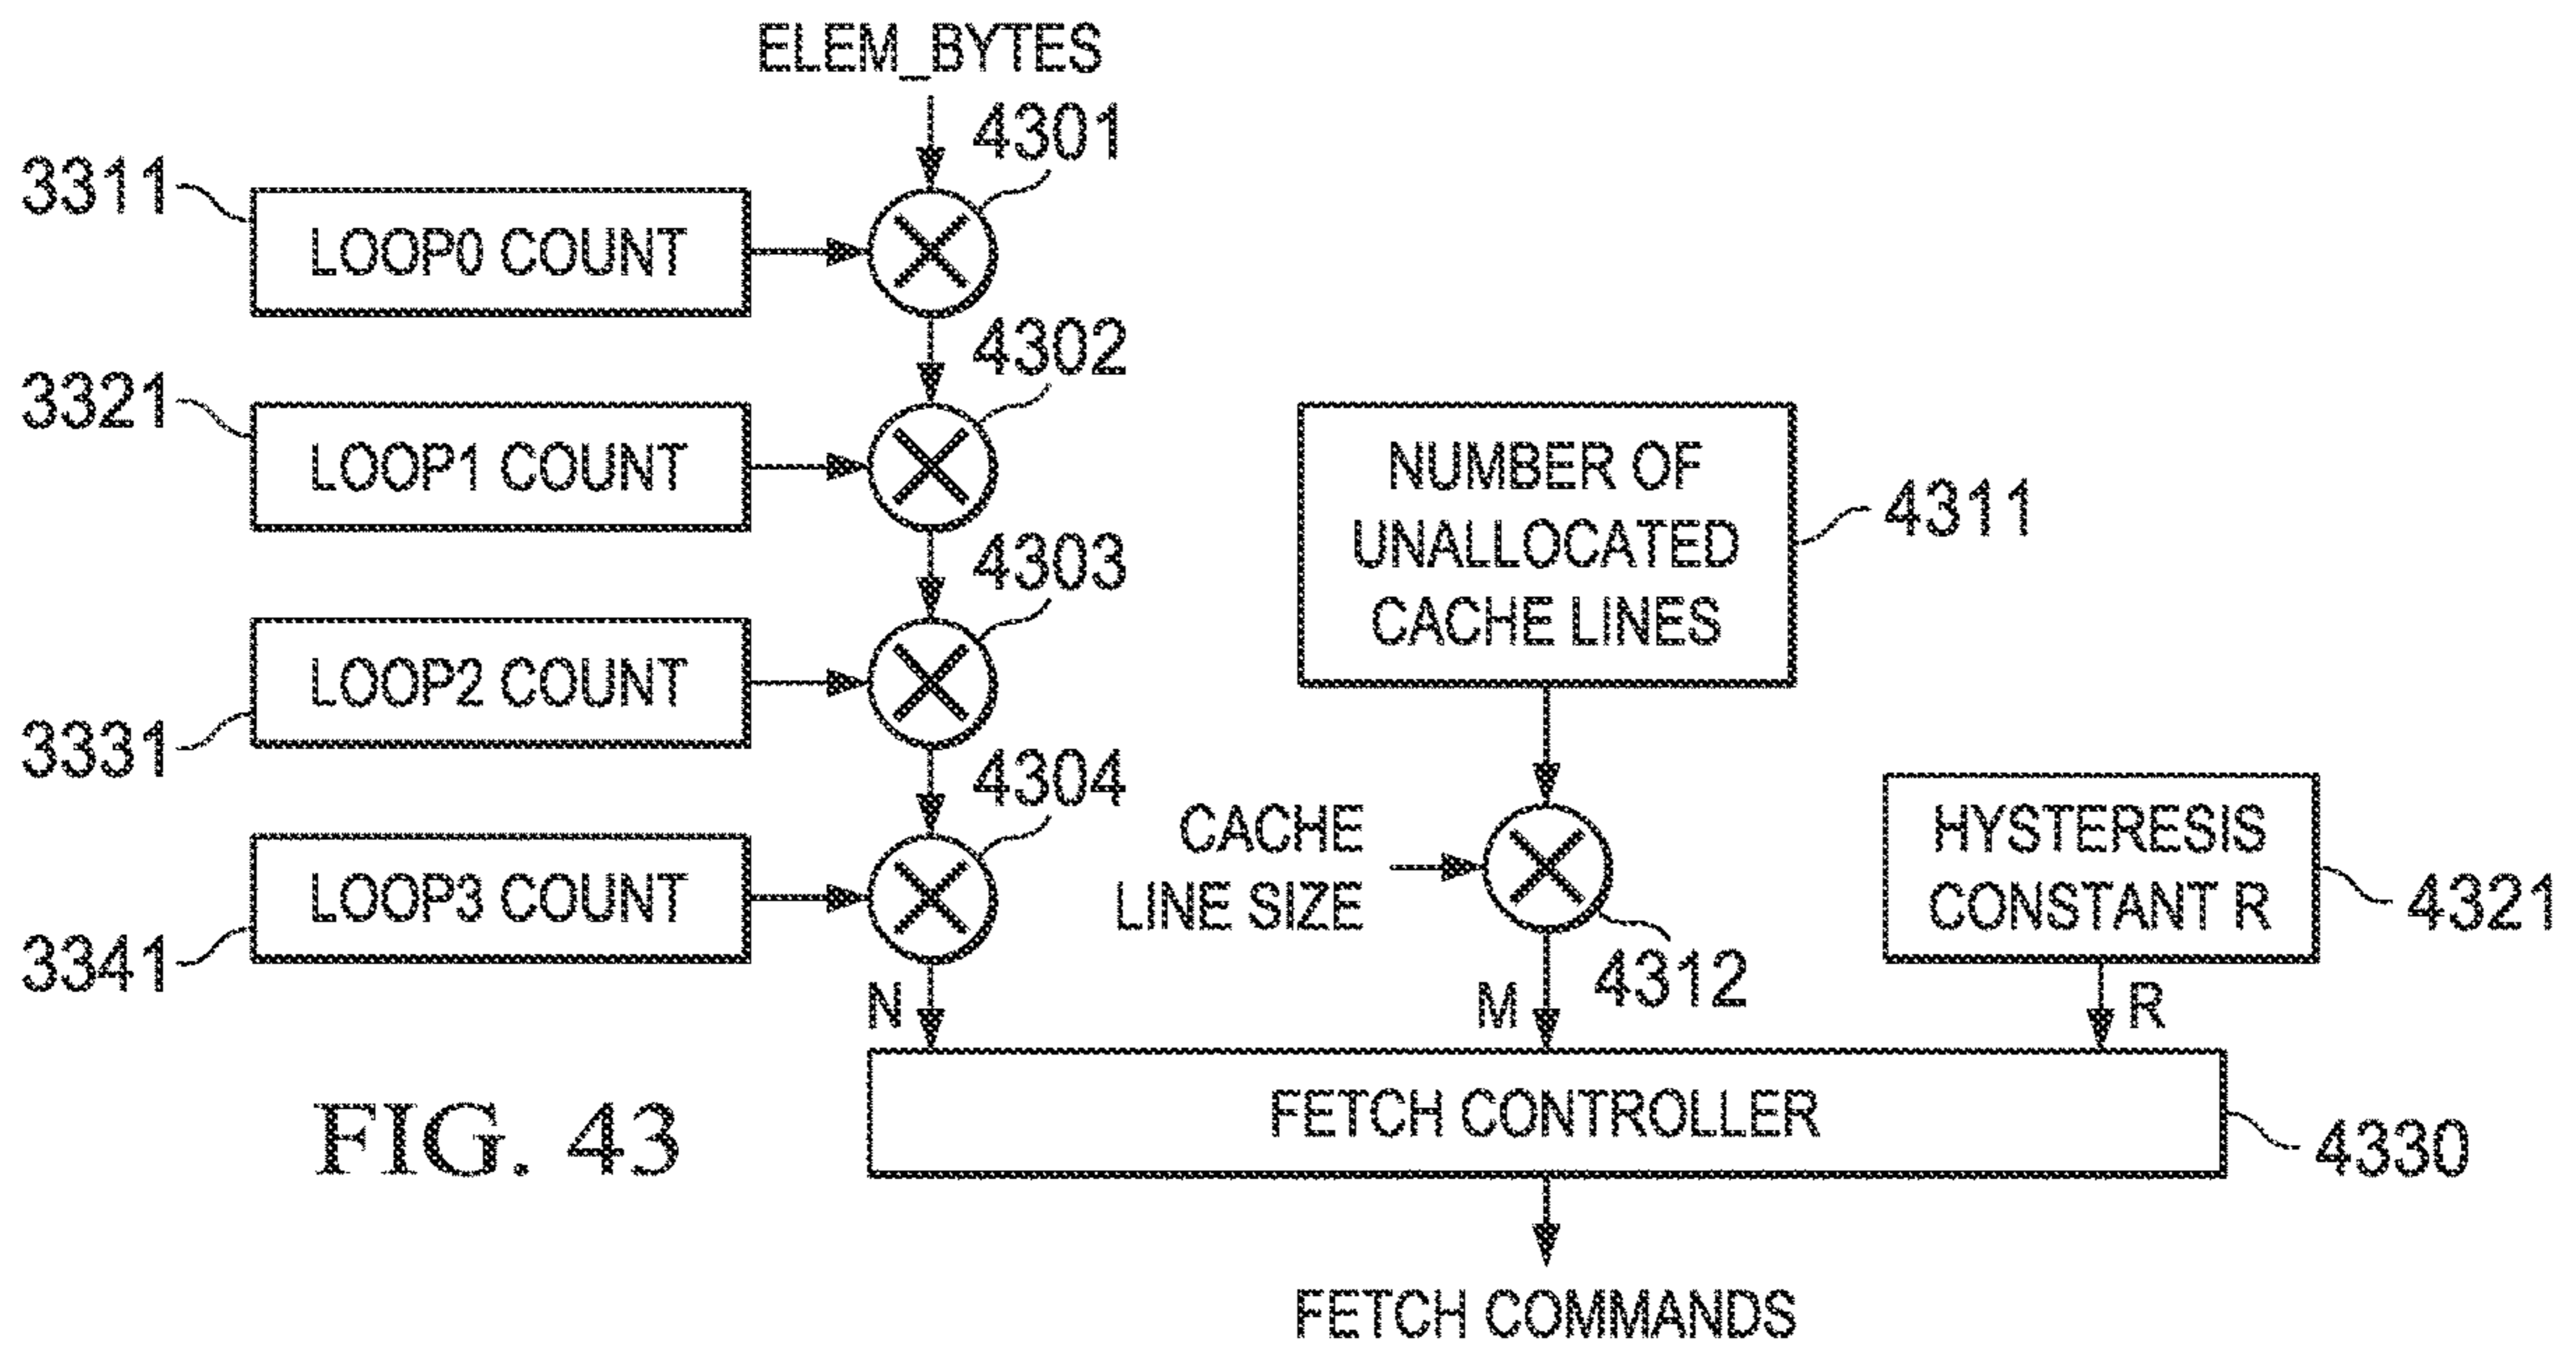 ELEM_BYTES
4301
3311
LOOP0 COUNT
4302
3321
LOOP1 COUNT
4303
LOOP2 COUNT
3331
4304
LOOP3 COUNT
3341
NUMBER OF
UNALLOCATED
CACHE LINES
4311
CACHE
LINE SIZE
4312
HYSTERESIS
CONSTANT R
4321
N
M
R
FETCH CONTROLLER
4330
FETCH COMMANDS
FIG. 43